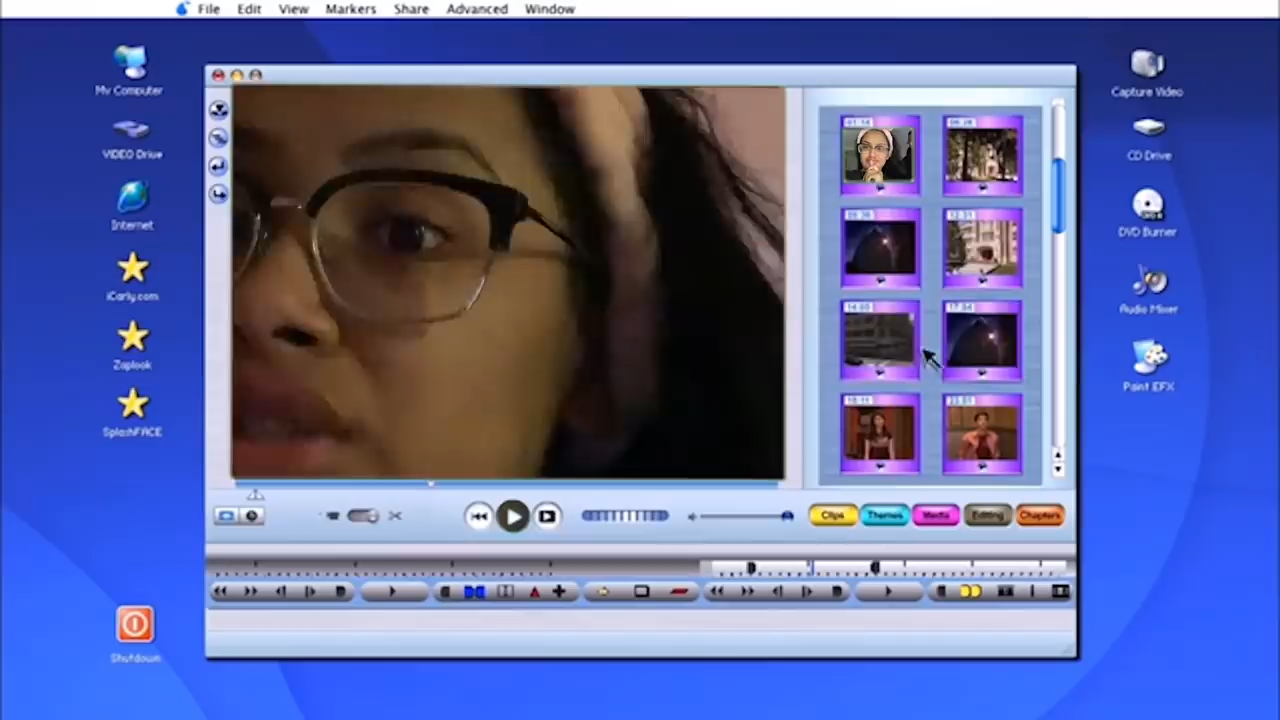 File Edit View Markers Share Advanced Window
My Computer
VIDEO Drive
Internet
iCarly.com
Zaplook
SplashFACE
Shutdown
Capture Video
CD Drive
DVD Burner
Audio Mixer
Paint EFX
Clips Themes Media Editing Chapters